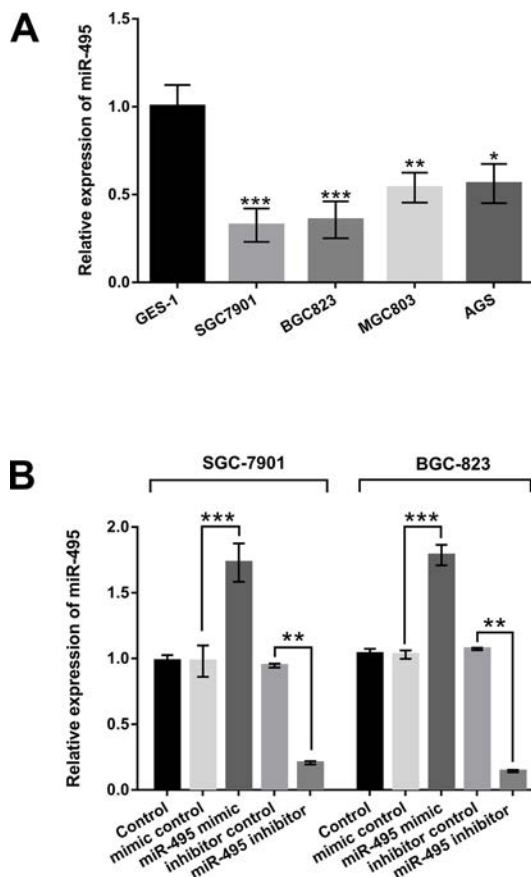 A
Relative expression of miR-495
1.5
1.0
0.5
0.0
***
***
**
*
GES-1
SGC7901
BGC823
MGC803
AGS
B
SGC-7901
BGC-823
Relative expression of miR-495
2.0
1.5
1.0
0.5
0.0
***
**
***
**
Control
mimic control
miR-495 mimic
inhibitor control
miR-495 inhibitor
Control
mimic control
miR-495 mimic
inhibitor control
miR-495 inhibitor